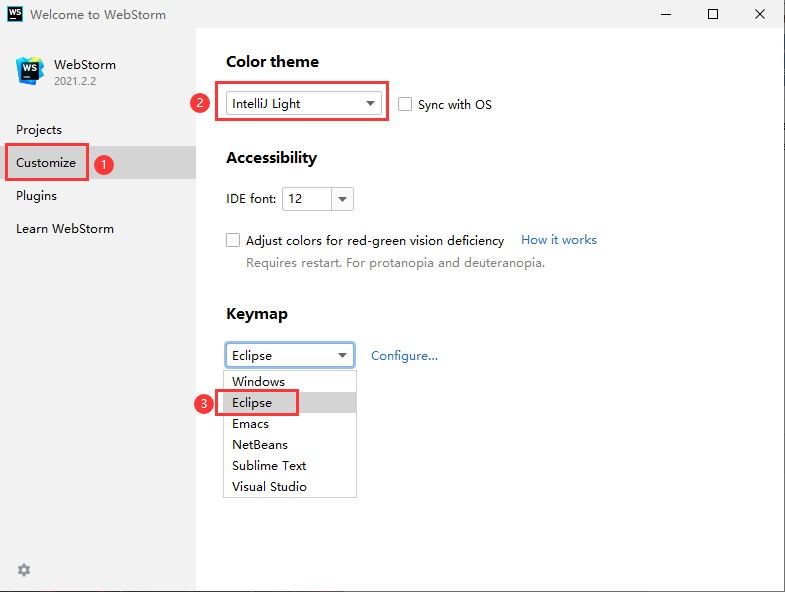 WS Welcome to WebStorm
WS WebStorm
2021.2.2
Projects
Customize 1
Plugins
Learn WebStorm
Color theme
2 IntelliJ Light Sync with OS
Accessibility
IDE font: 12
Adjust colors for red-green vision deficiency How it works
Requires restart. For protanopia and deuteranopia.
Keymap
Eclipse Configure...
Windows
3 Eclipse
Emacs
NetBeans
Sublime Text
Visual Studio